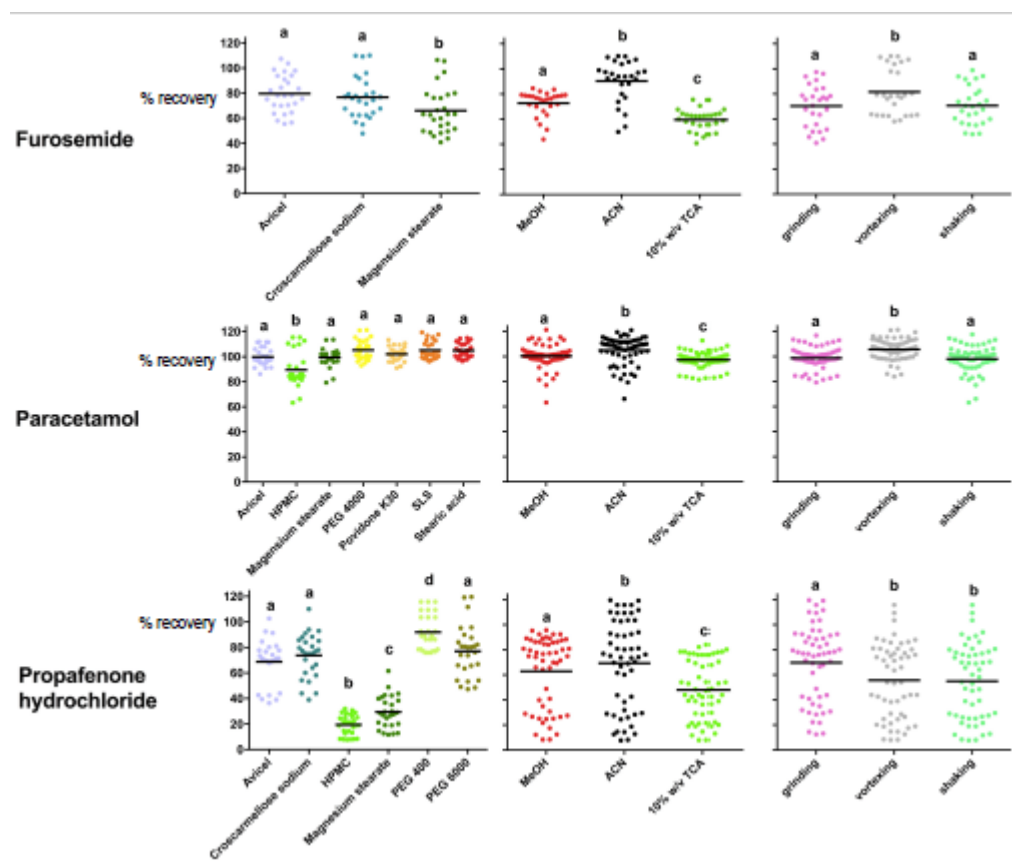 a a b
120
100
% recovery 80
60
40
20
0
Furosemide
Avicel
Croscarmellose sodium
Magensium stearate
a b c
MeOH
ACN
10% w/v TCA
a b a
grinding
vortexing
shaking
a b a a a a a
120
% recovery 100
80
60
40
20
0
Paracetamol
Avicel
HPMC
Magensium stearate
PEG 4000
Povidone K30
SLS
Stearic acid
a b c
MeOH
ACN
10% w/v TCA
a b a
grinding
vortexing
shaking
a a b c d a
120
% recovery 100
80
60
40
20
0
Propafenone
hydrochloride
Avicel
Croscarmellose sodium
HPMC
Magnesium stearate
PEG 400
PEG 6000
a b c
MeOH
ACN
10% w/v TCA
a b b
grinding
vortexing
shaking